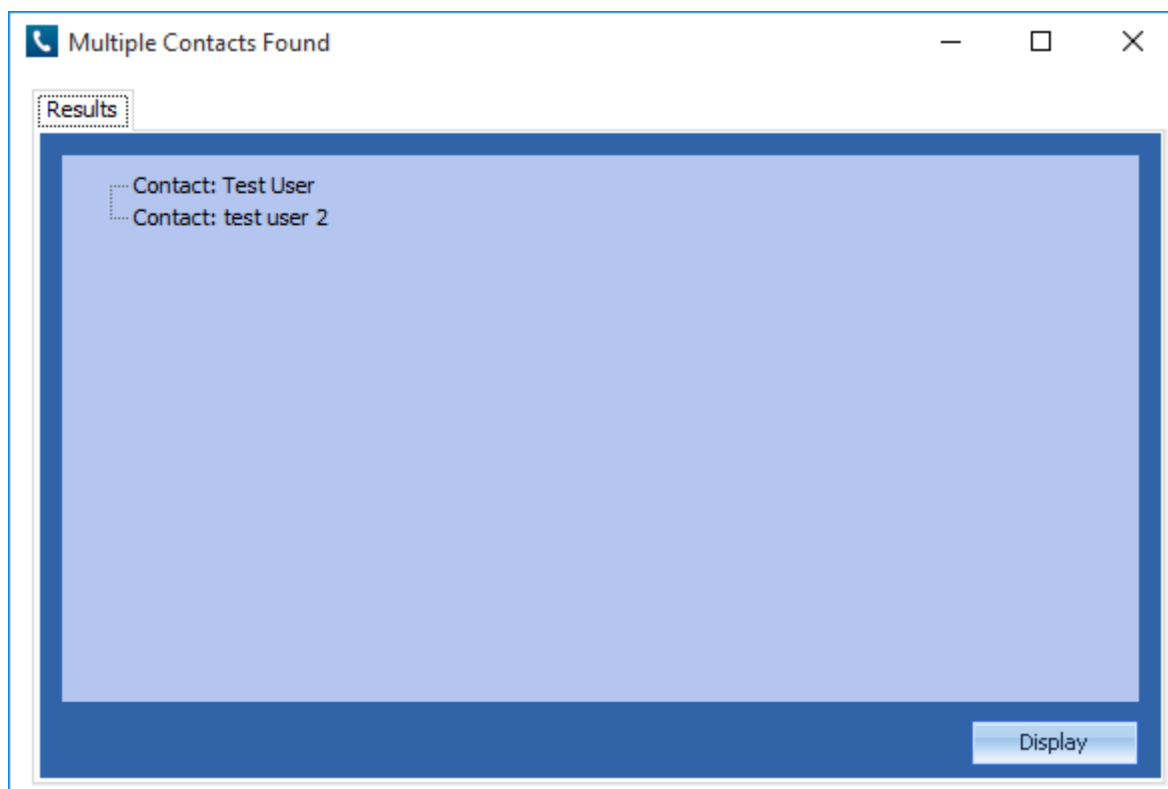 Multiple Contacts Found
Results
Contact: Test User
Contact: test user 2
Display